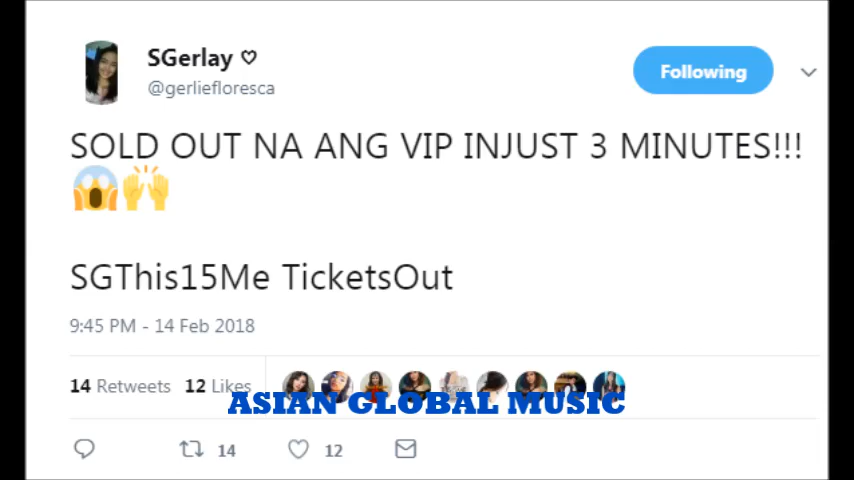 SGerlay ♡
@gerliefloresca
Following
SOLD OUT NA ANG VIP INJUST 3 MINUTES!!!
😱🙌
SGThis15Me TicketsOut
9:45 PM - 14 Feb 2018
14 Retweets 12 Likes
ASIAN GLOBAL MUSIC
14 12